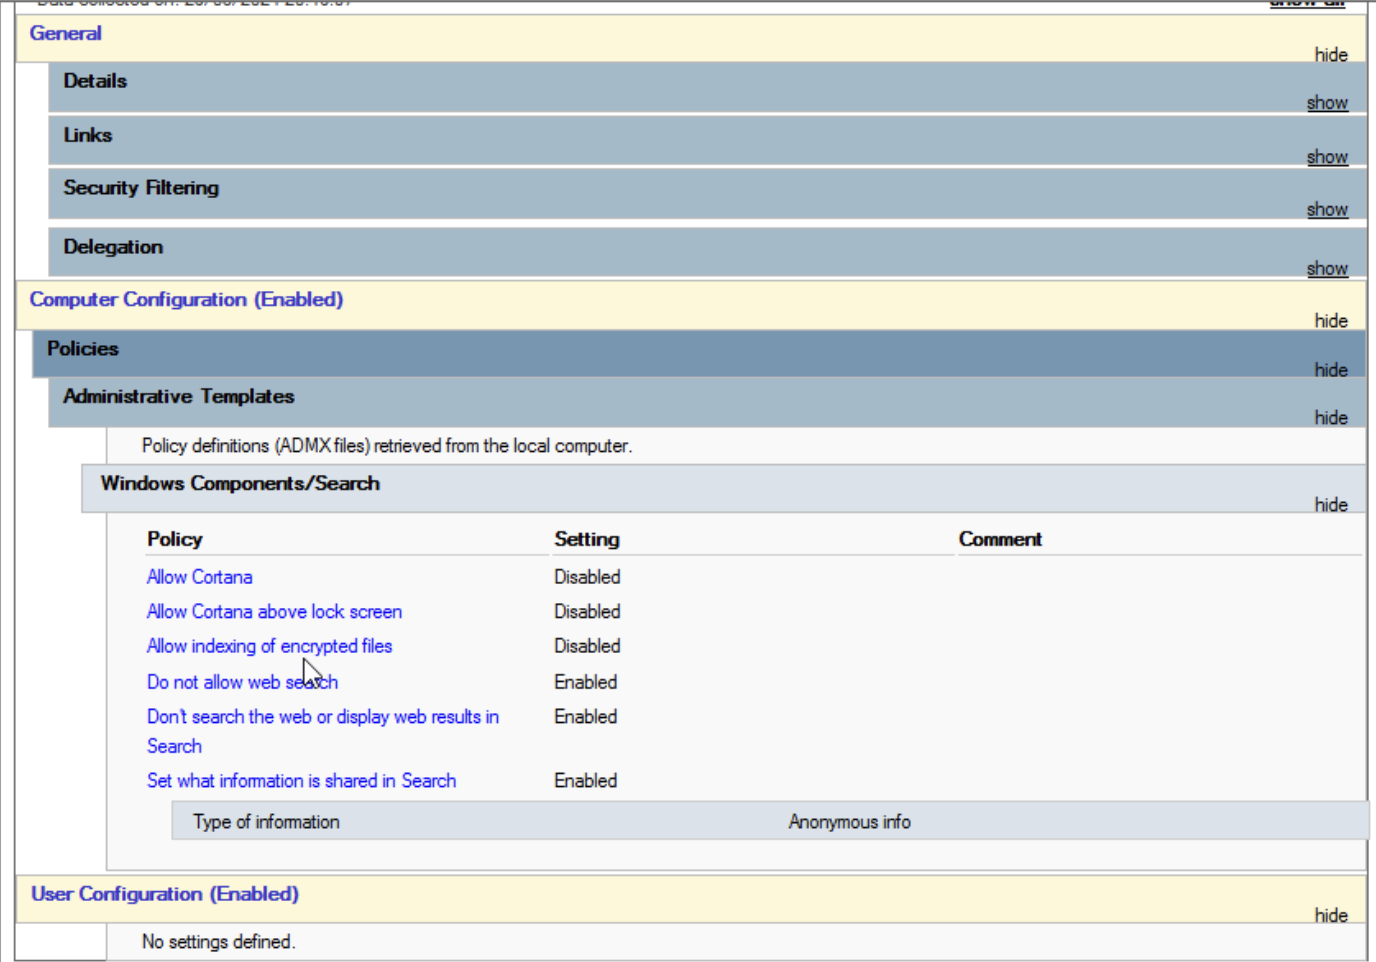 show all
General
hide
Details
show
Links
show
Security Filtering
show
Delegation
show
Computer Configuration (Enabled)
hide
Policies
hide
Administrative Templates
hide
Policy definitions (ADMX files) retrieved from the local computer.
Windows Components/Search
hide
Policy Setting Comment
Allow Cortana Disabled
Allow Cortana above lock screen Disabled
Allow indexing of encrypted files Disabled
Do not allow web search Enabled
Don't search the web or display web results in Enabled
Search
Set what information is shared in Search Enabled
Type of information Anonymous info
User Configuration (Enabled)
hide
No settings defined.